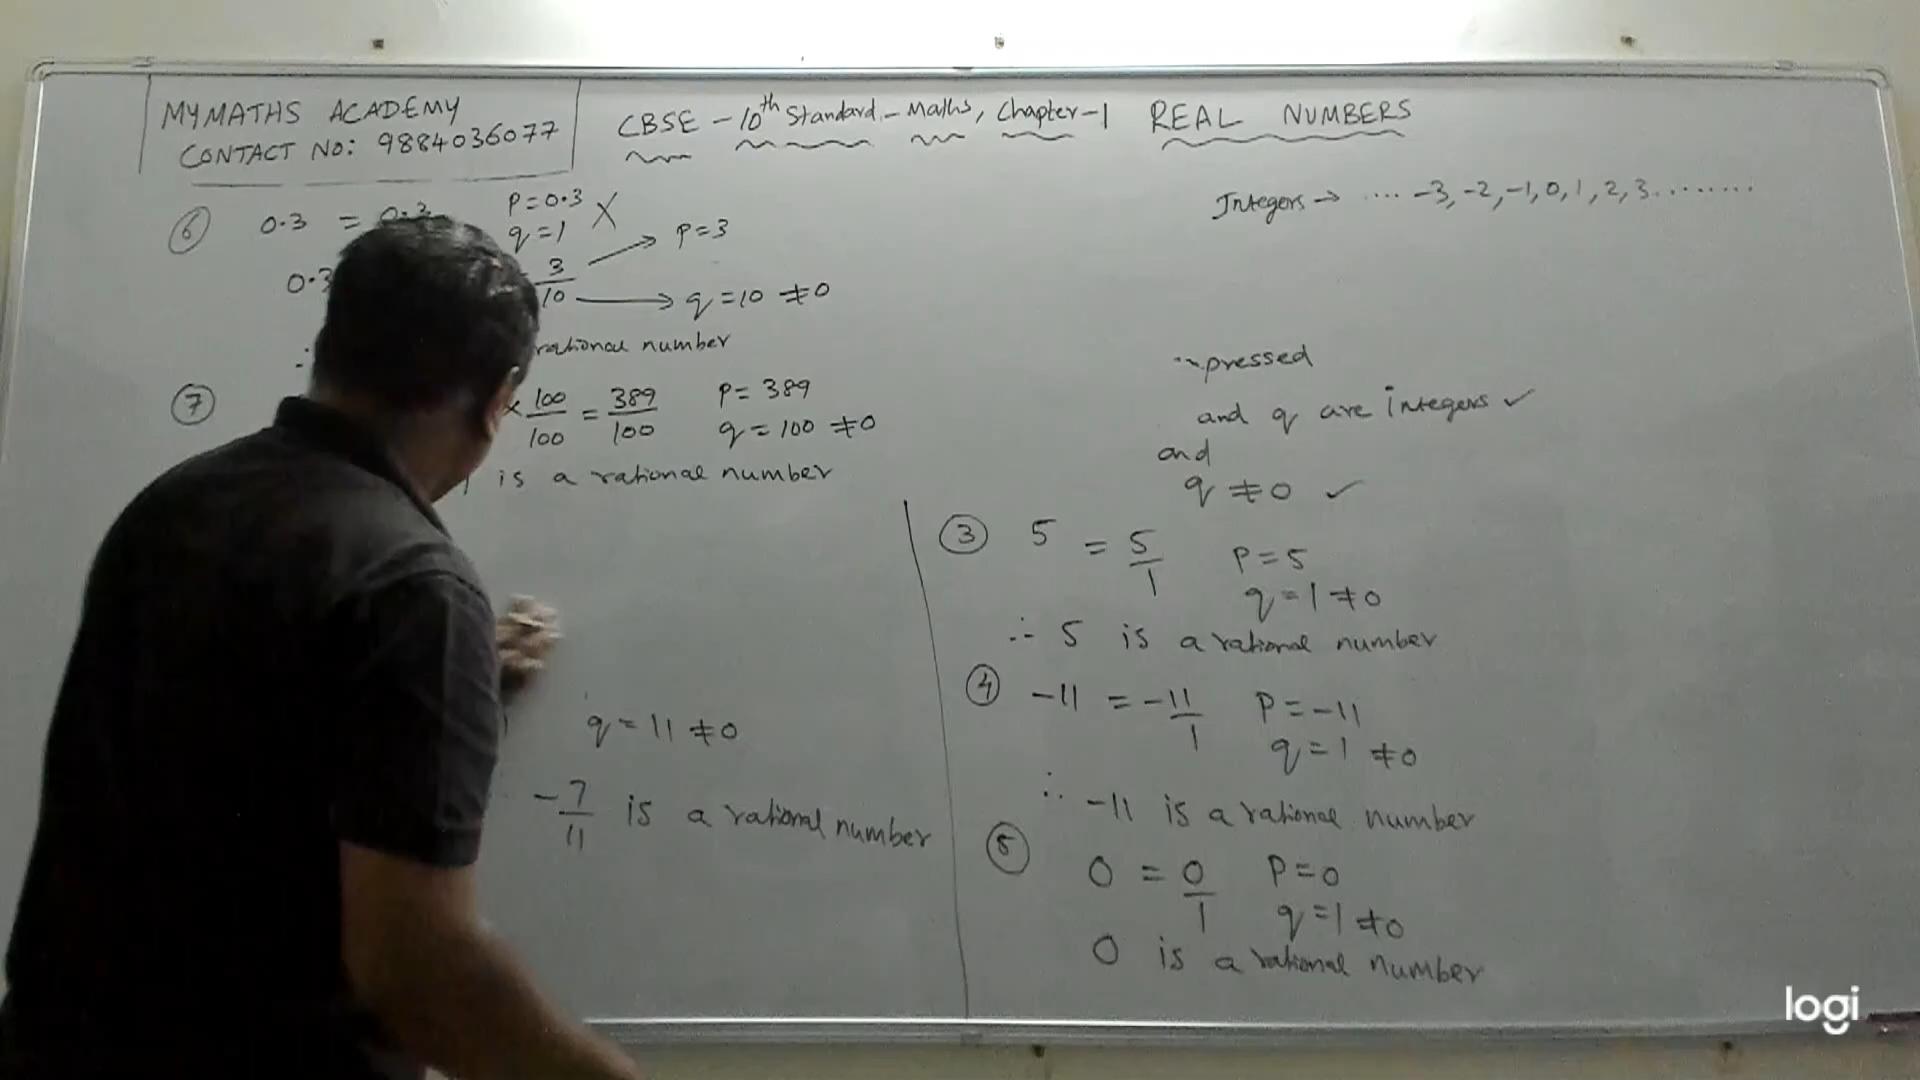 MYMATHS ACADEMY
CONTACT NO: 9884036077
CBSE - 10th Standard - Maths, Chapter-1 REAL NUMBERS
Integers → .... -3, -2, -1, 0, 1, 2, 3........
⑥ 0.3 = 0.3 P=0.3 X
q=1
0.3 3/10 → P=3
→ q=10 ≠0
rational number
⑦ × 100/100 = 389/100 P= 389
q = 100 ≠0
is a rational number
q = 11 ≠0
-7/11 is a rational number
pressed
and q are integers ✓
and
q ≠0 ✓
③ 5 = 5/1 P=5
q=1 ≠0
∴ 5 is a rational number
④ -11 = -11/1 P=-11
q=1 ≠0
∴ -11 is a rational number
⑤ 0 = 0/1 P=0
q=1 ≠0
0 is a rational number
logi